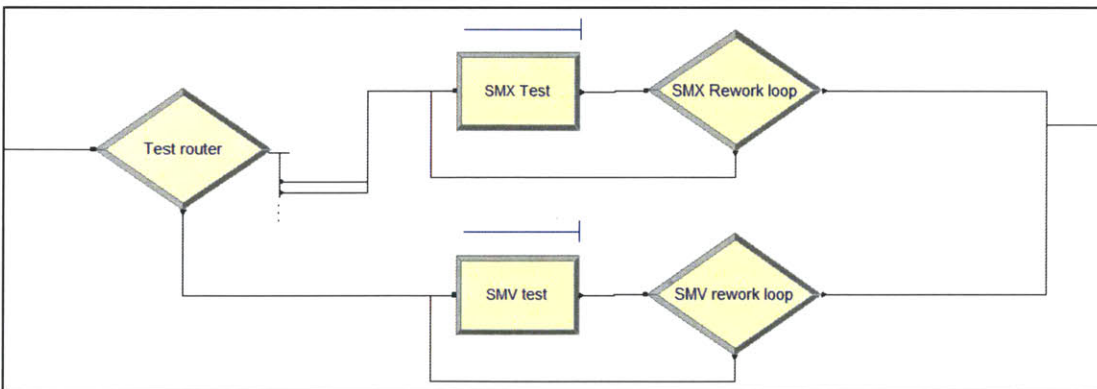 SMX Test
SMX Rework loop
Test router
SMV test
SMV rework loop